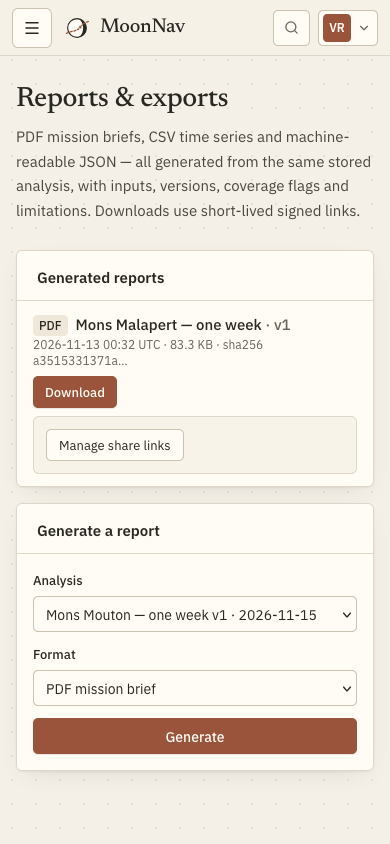 MoonNav
VR
Reports & exports
PDF mission briefs, CSV time series and machine-
readable JSON — all generated from the same stored
analysis, with inputs, versions, coverage flags and
limitations. Downloads use short-lived signed links.
Generated reports
PDF Mons Malapert — one week · v1
2026-11-13 00:32 UTC · 83.3 KB · sha256
a3515331371a…
Download
Manage share links
Generate a report
Analysis
Mons Mouton — one week v1 · 2026-11-15
Format
PDF mission brief
Generate